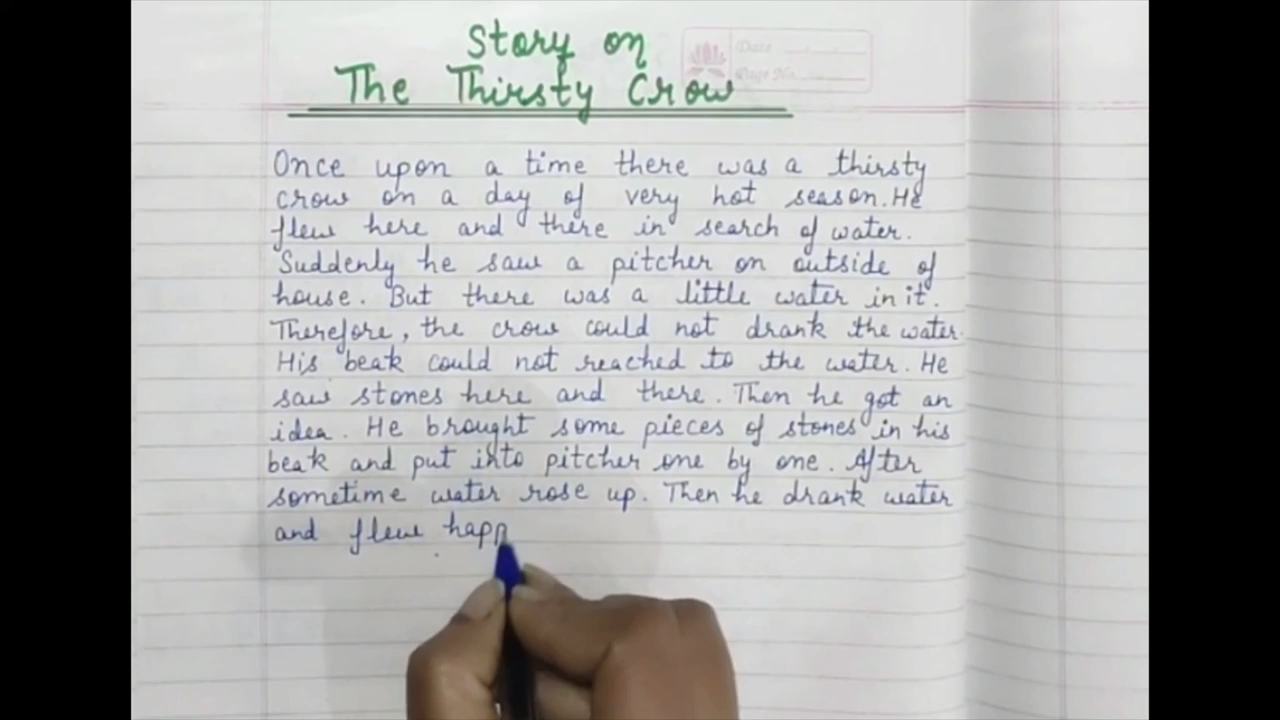 Story on
The Thirsty Crow
Date
Page No.
Once upon a time there was a thirsty
crow on a day of very hot season. He
flew here and there in search of water.
Suddenly he saw a pitcher on outside of
house. But there was a little water in it.
Therefore, the crow could not drank the water.
His beak could not reached to the water. He
saw stones here and there. Then he got an
idea. He brought some pieces of stones in his
beak and put into pitcher one by one. After
sometime water rose up. Then he drank water
and flew happ